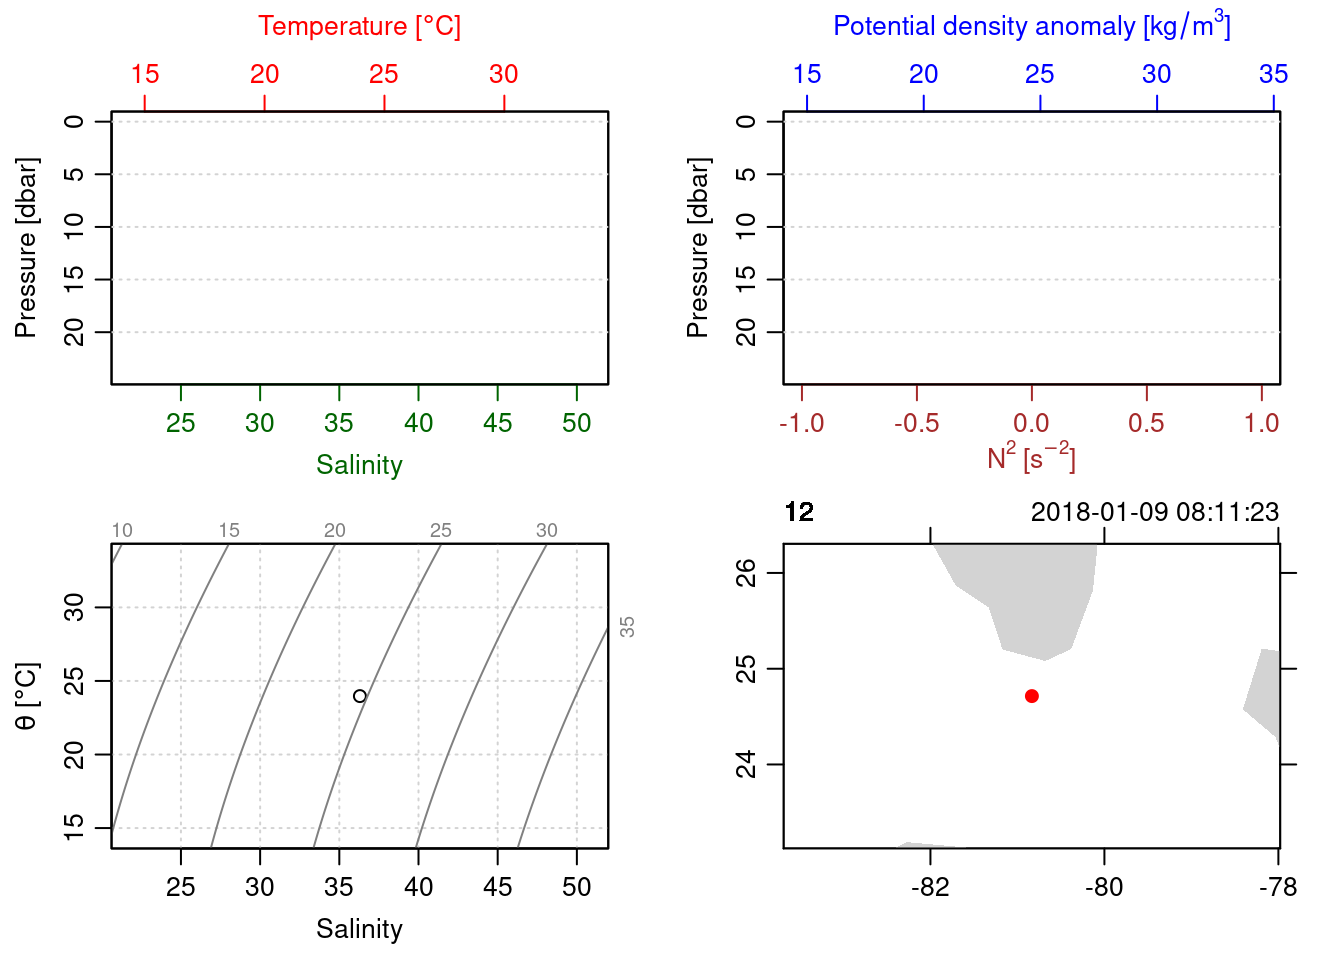 Temperature [°C]
15 20 25 30
0 5 10 15 20
Pressure [dbar]
25 30 35 40 45 50
Salinity
Potential density anomaly [kg/m³]
15 20 25 30 35
0 5 10 15 20
Pressure [dbar]
-1.0 -0.5 0.0 0.5 1.0
N² [s⁻²]
10 15 20 25 30
35
15 20 25 30
θ [°C]
25 30 35 40 45 50
Salinity
12 2018-01-09 08:11:23
26 25 24
-82 -80 -78